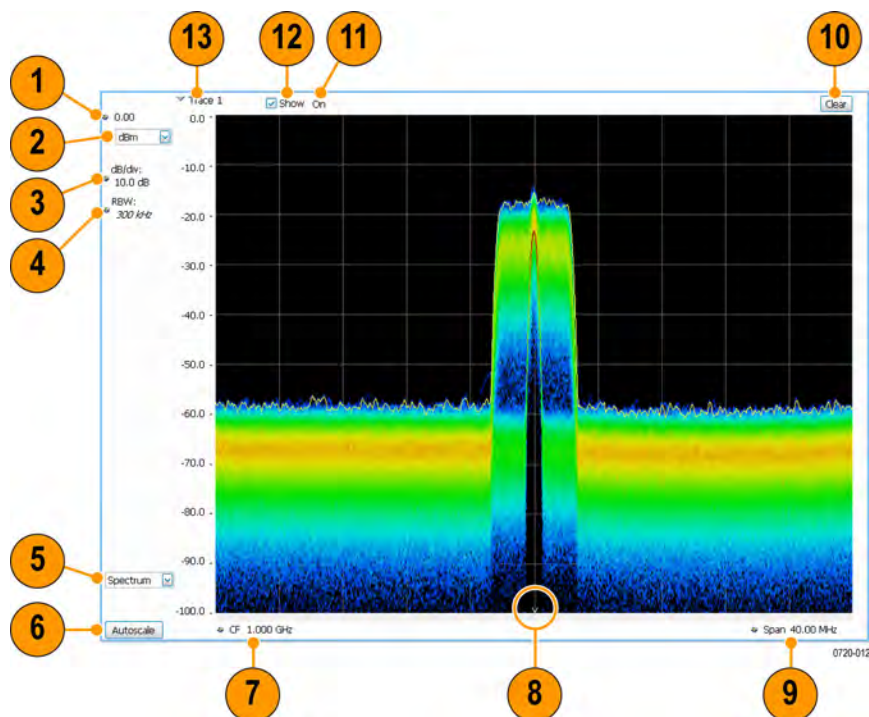 13
12
11
10
1
2
3
4
5
6
7
8
9
Trace 1
Show On
Clear
0.00
dBm
dB/div:
10.0 dB
RBW:
300 kHz
0.0
-10.0
-20.0
-30.0
-40.0
-50.0
-60.0
-70.0
-80.0
-90.0
-100.0
Spectrum
Autoscale
CF 1.000 GHz
Span 40.00 MHz
0720-012